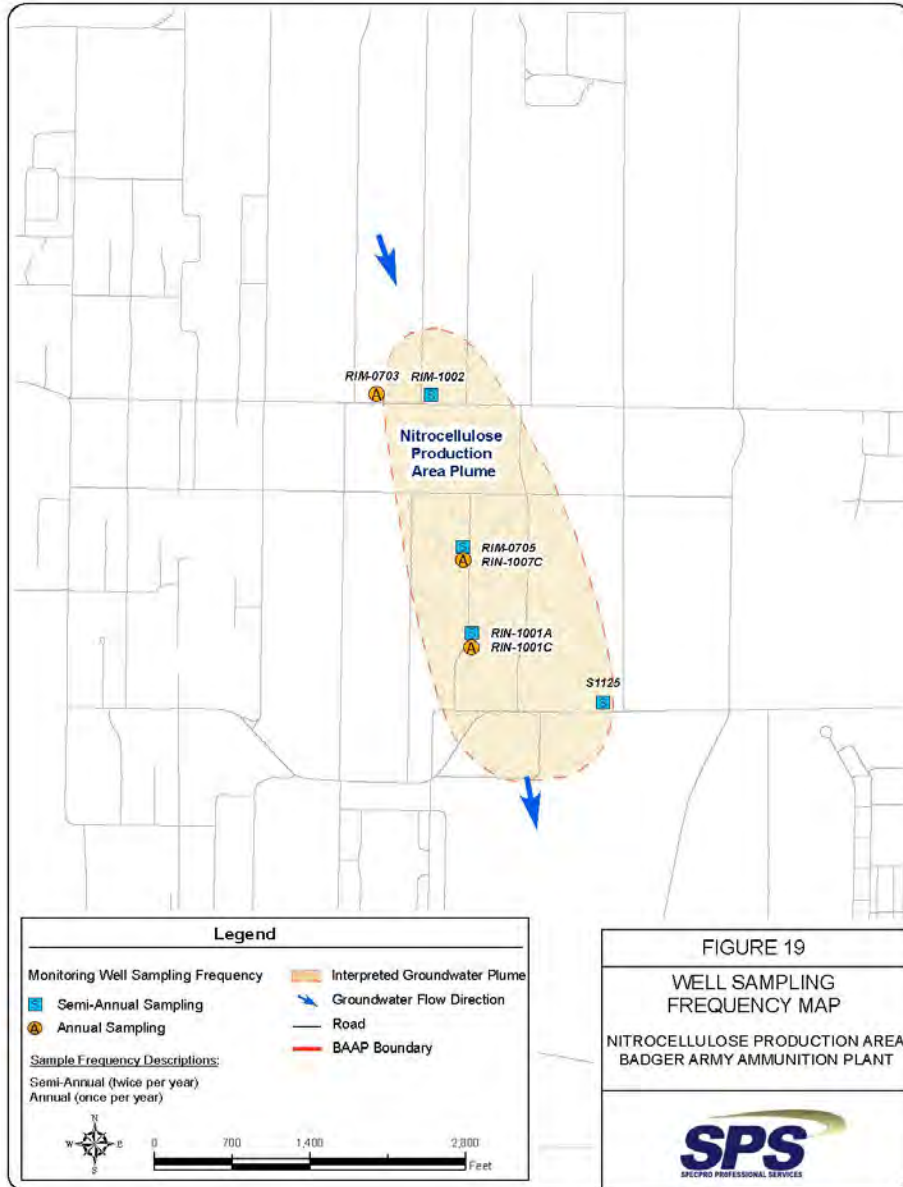 RIM-0703 RIM-1002
A
S
Nitrocellulose
Production
Area Plume
S RIM-0705
A RIN-1007C
S RIN-1001A
A RIN-1001C
S1125
S
Legend
Monitoring Well Sampling Frequency
S Semi-Annual Sampling
A Annual Sampling
Sample Frequency Descriptions:
Semi-Annual (twice per year)
Annual (once per year)
Interpreted Groundwater Plume
Groundwater Flow Direction
Road
BAAP Boundary
N
W E
S
0 700 1,400 2,800
Feet
FIGURE 19
WELL SAMPLING
FREQUENCY MAP
NITROCELLULOSE PRODUCTION AREA
BADGER ARMY AMMUNITION PLANT
SPS
SPECPRO PROFESSIONAL SERVICES